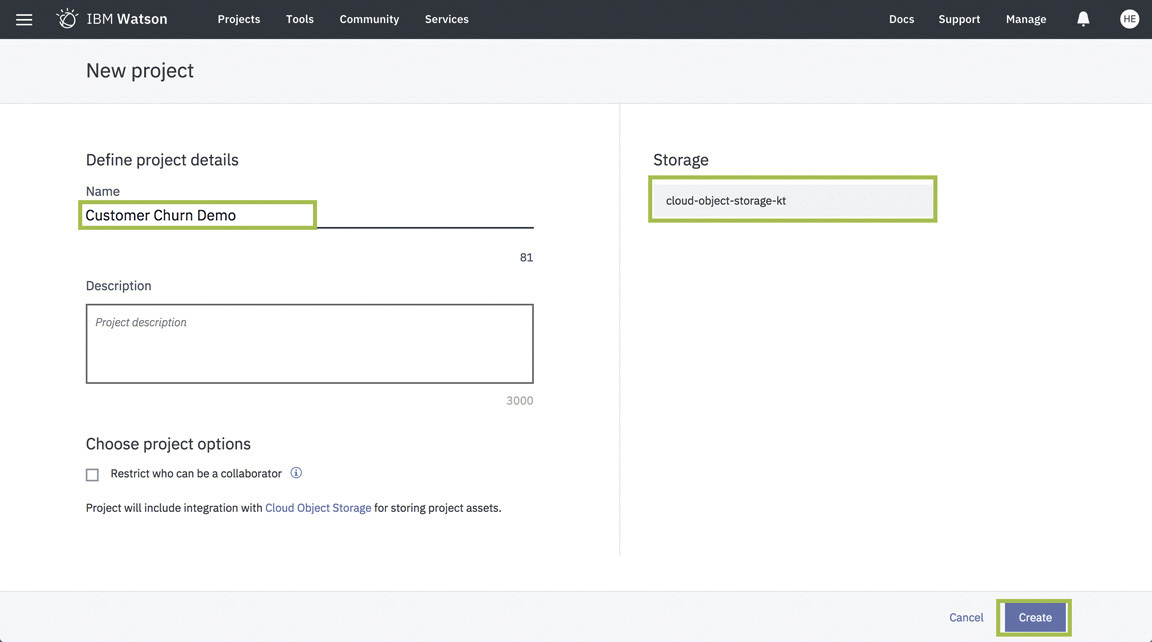 IBM Watson Projects Tools Community Services Docs Support Manage HE
New project
Define project details
Name
Customer Churn Demo
81
Description
Project description
3000
Choose project options
Restrict who can be a collaborator
Project will include integration with Cloud Object Storage for storing project assets.
Storage
cloud-object-storage-kt
Cancel Create